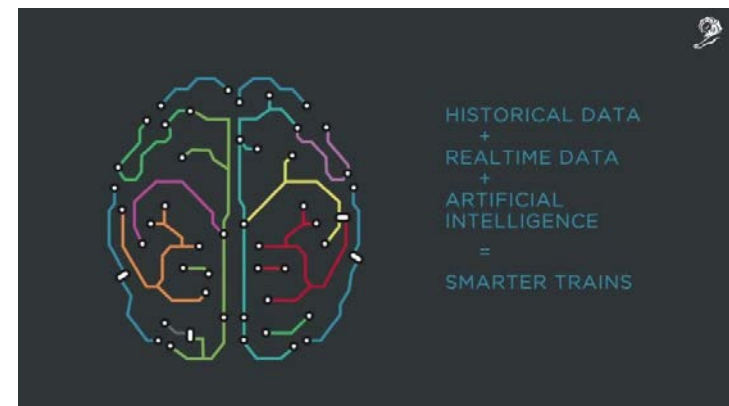 HISTORICAL DATA
+
REALTIME DATA
+
ARTIFICIAL
INTELLIGENCE
=
SMARTER TRAINS